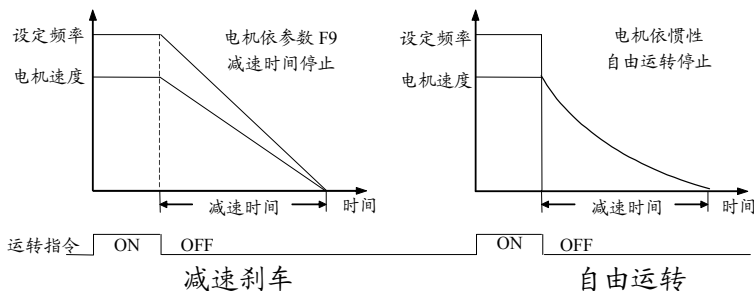 设定频率
电机速度
电机依参数 F9
减速时间停止
减速时间
时间
运转指令
ON
OFF
减速刹车
设定频率
电机速度
电机依惯性
自由运转停止
减速时间
时间
ON
OFF
自由运转